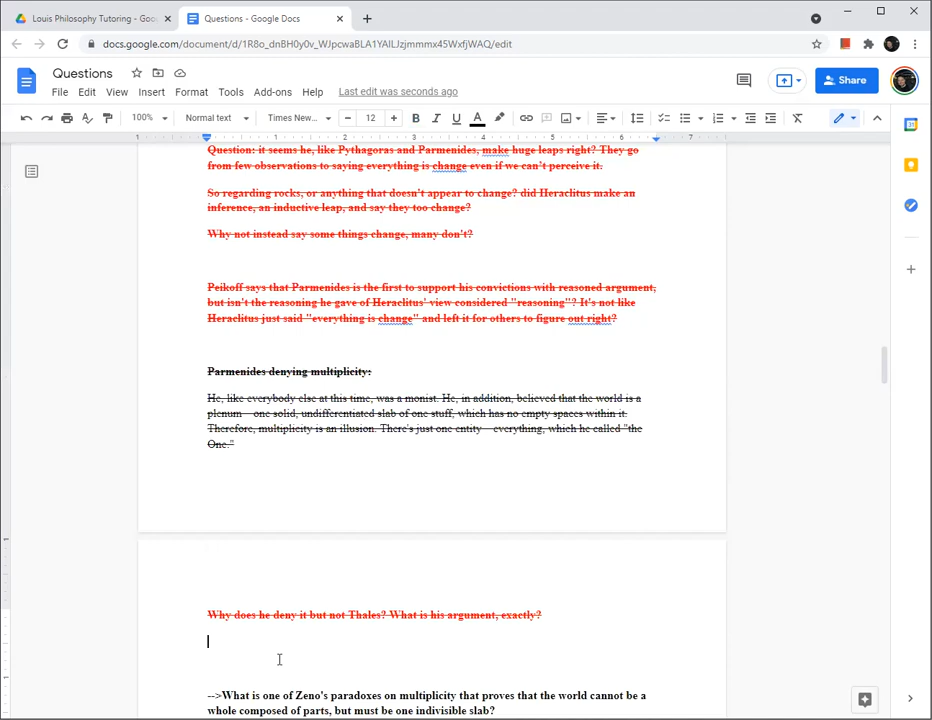 Louis Philosophy Tutoring - Goo
Questions - Google Docs
docs.google.com/document/d/1R8o_dnBH0y0v_WJpcwaBLA1YAlLJzjmmmx45WxfjWAQ/edit
Questions
Share
File Edit View Insert Format Tools Add-ons Help Last edit was seconds ago
100% Normal text Times New... 12 B I U A
1 1 2 3 4 5 6 7
Question: it seems he, like Pythagoras and Parmenides, make huge leaps right? They go
from few observations to saying everything is change even if we can't perceive it.
So regarding rocks, or anything that doesn't appear to change? did Heraclitus make an
inference, an inductive leap, and say they too change?
Why not instead say some things change, many don't?
Peikoff says that Parmenides is the first to support his convictions with reasoned argument,
but isn't the reasoning he gave of Heraclitus' view considered "reasoning"? It's not like
Heraclitus just said "everything is change" and left it for others to figure out right?
Parmenides denying multiplicity:
He, like everybody else at this time, was a monist. He, in addition, believed that the world is a
plenum—one solid, undifferentiated slab of one stuff, which has no empty spaces within it.
Therefore, multiplicity is an illusion. There's just one entity—everything, which he called "the
One."
Why does he deny it but not Thales? What is his argument, exactly?
-->What is one of Zeno's paradoxes on multiplicity that proves that the world cannot be a
whole composed of parts, but must be one indivisible slab?